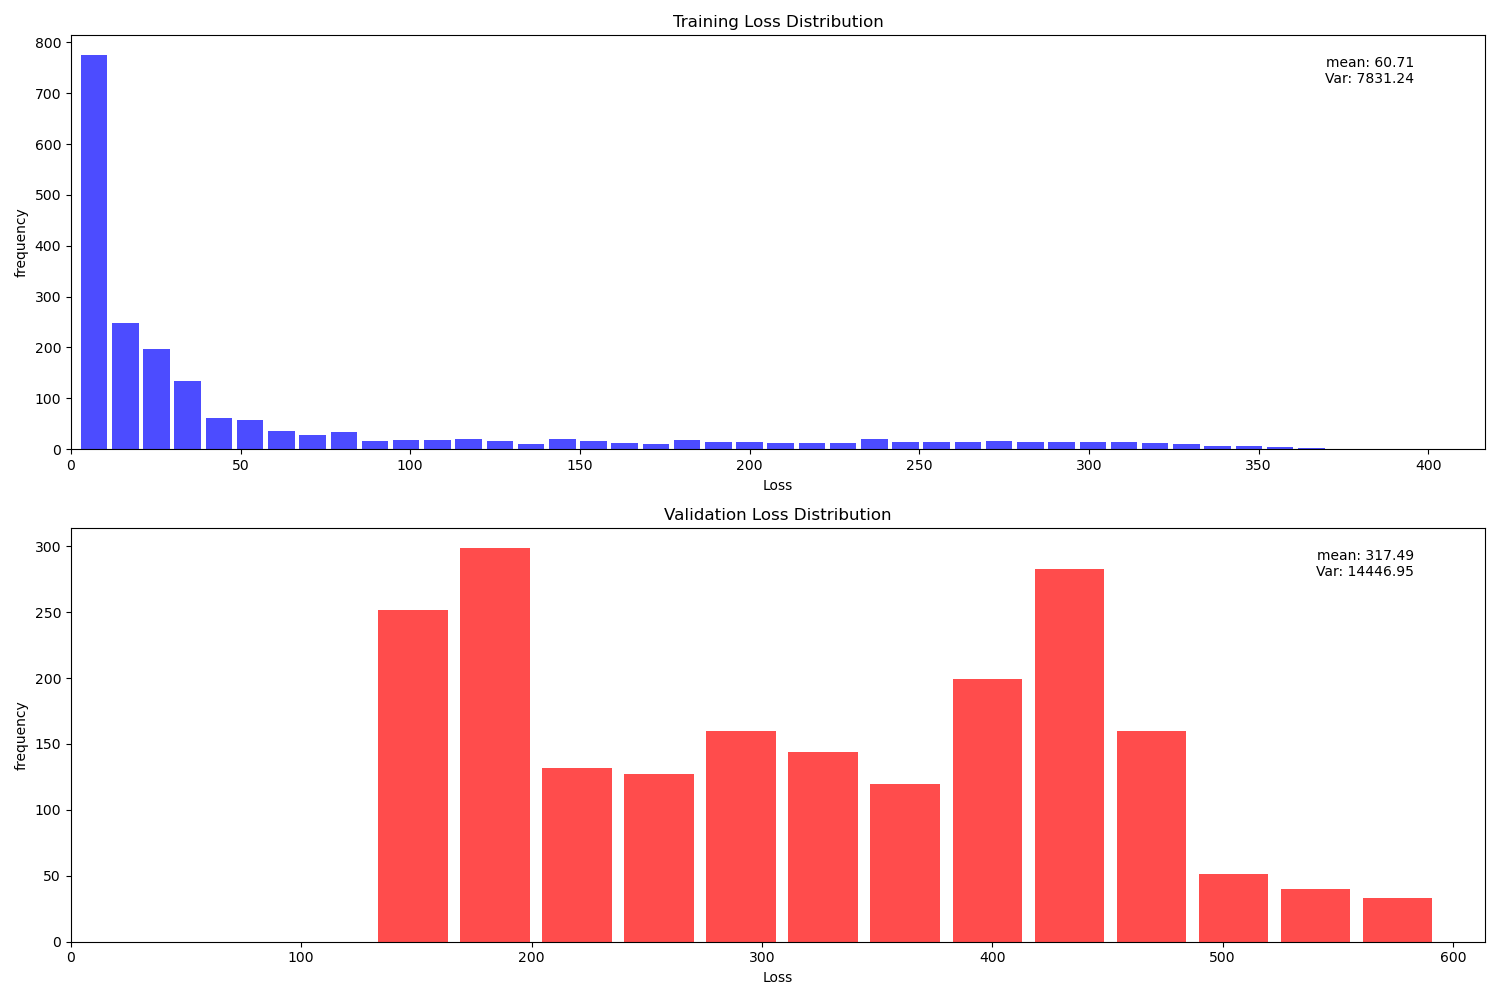 Training Loss Distribution
mean: 60.71
Var: 7831.24
800
700
600
500
400
300
200
100
0
frequency
0 50 100 150 200 250 300 350 400
Loss
Validation Loss Distribution
mean: 317.49
Var: 14446.95
300
250
200
150
100
50
0
frequency
0 100 200 300 400 500 600
Loss